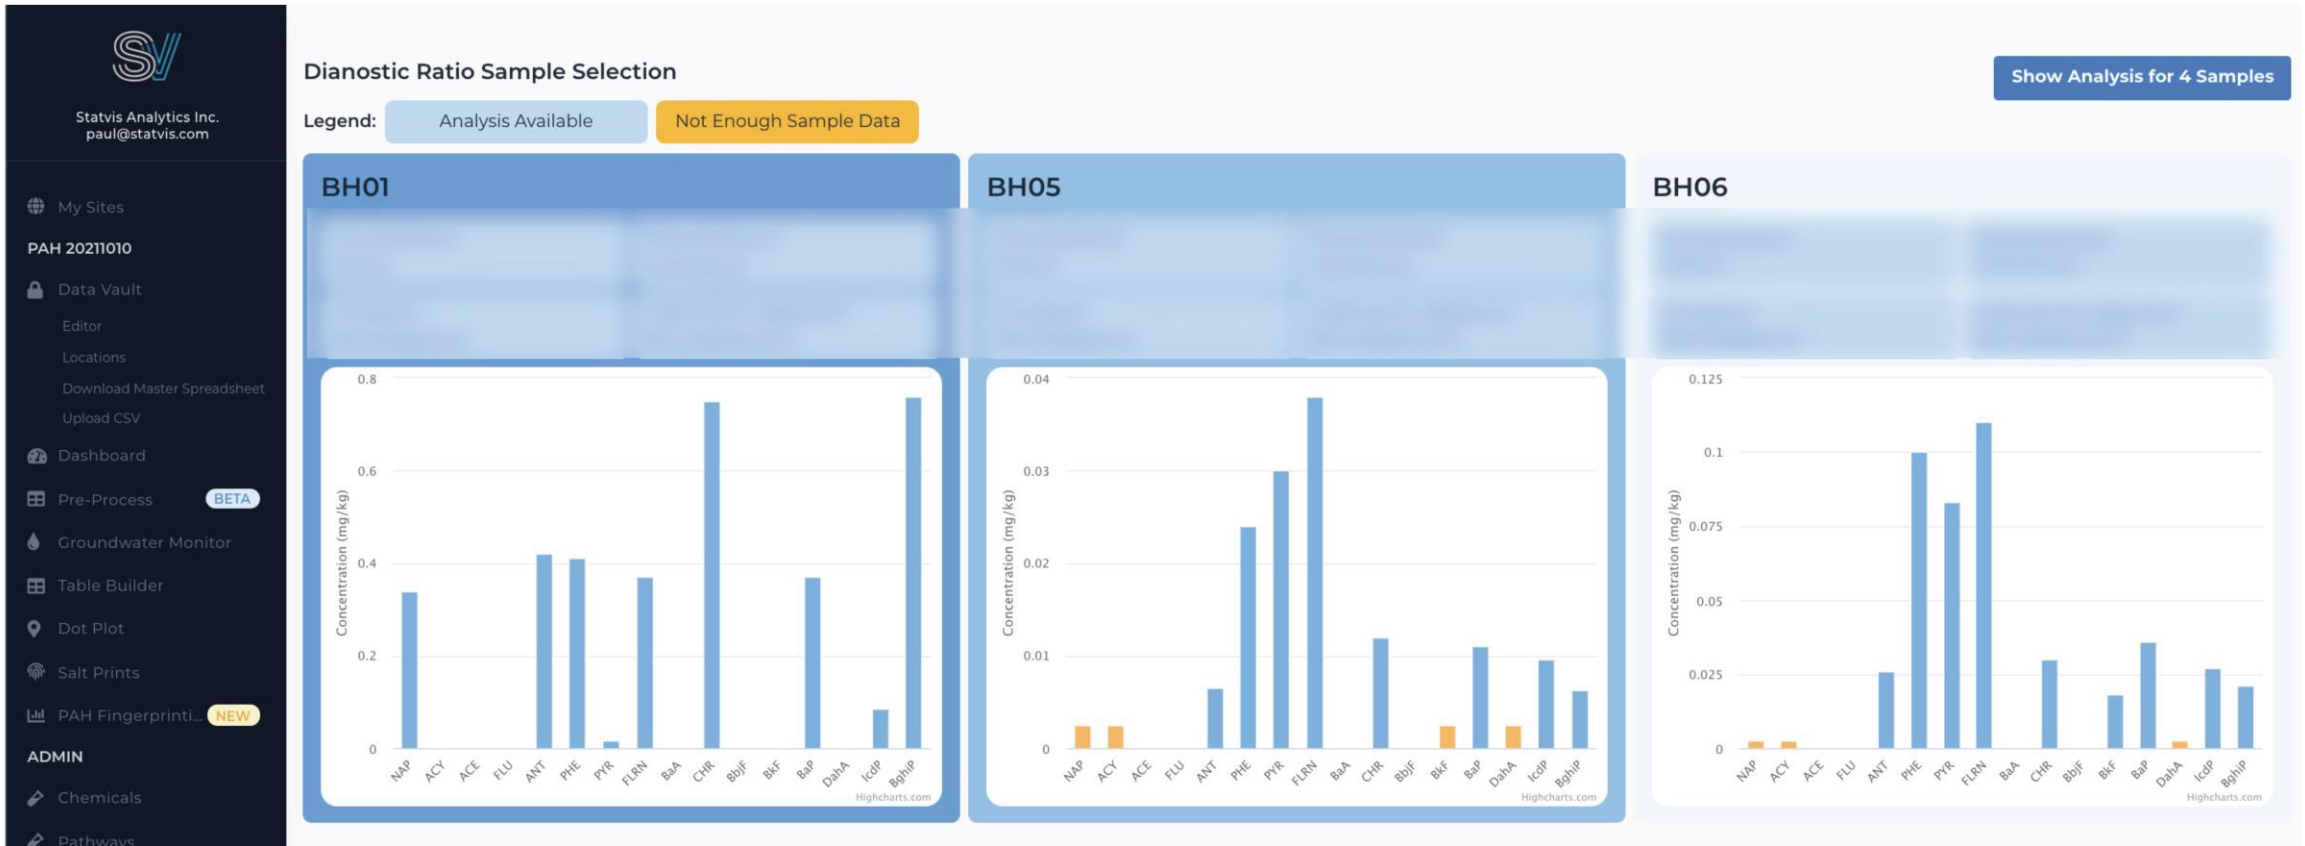 SV
Statvis Analytics Inc.
paul@statvis.com
My Sites
PAH 20211010
Data Vault
Editor
Locations
Download Master Spreadsheet
Upload CSV
Dashboard
Pre-Process BETA
Groundwater Monitor
Table Builder
Dot Plot
Salt Prints
PAH Fingerprinti... NEW
ADMIN
Chemicals
Pathways
Dianostic Ratio Sample Selection
Show Analysis for 4 Samples
Legend: Analysis Available Not Enough Sample Data
BH01
0.8
0.6
0.4
0.2
0
Concentration (mg/kg)
NAP ACY ACE FLU ANT PHE PYR FLRN BaA CHR BbjF BkF BaP DahA IcdP BghiP
Highcharts.com
BH05
0.04
0.03
0.02
0.01
0
Concentration (mg/kg)
NAP ACY ACE FLU ANT PHE PYR FLRN BaA CHR BbjF BkF BaP DahA IcdP BghiP
Highcharts.com
BH06
0.125
0.1
0.075
0.05
0.025
0
Concentration (mg/kg)
NAP ACY ACE FLU ANT PHE PYR FLRN BaA CHR BbjF BkF BaP DahA IcdP BghiP
Highcharts.com